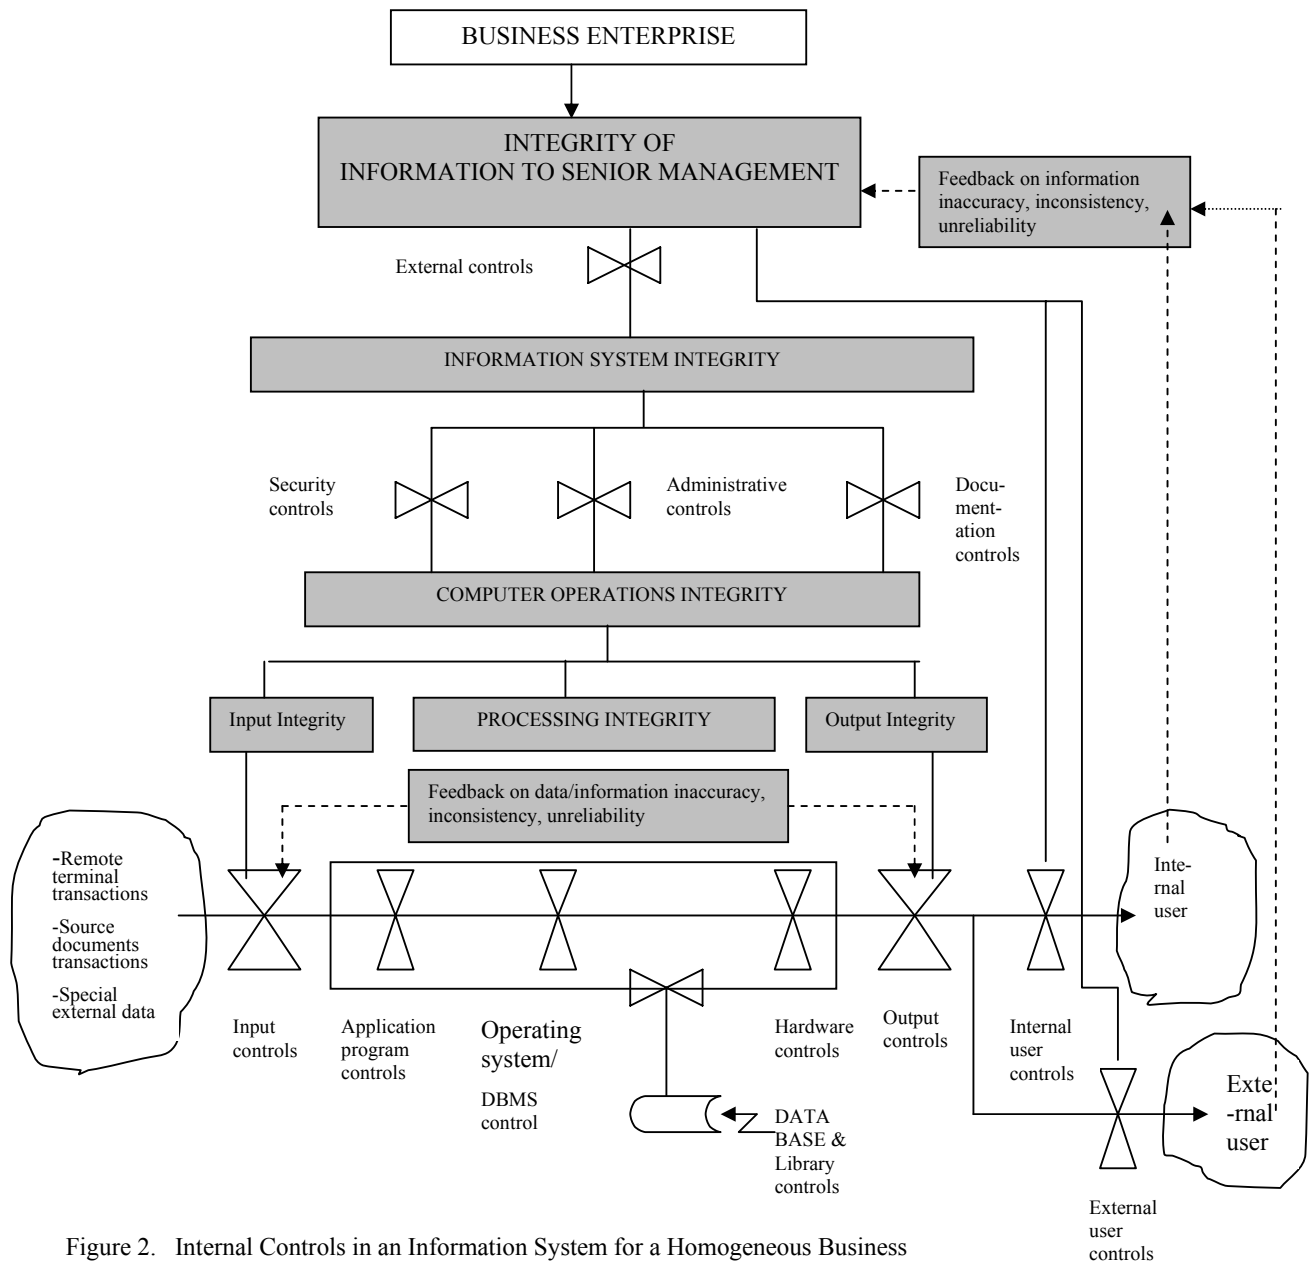 BUSINESS ENTERPRISE
INTEGRITY OF
INFORMATION TO SENIOR MANAGEMENT
Feedback on information
inaccuracy, inconsistency,
unreliability
External controls
INFORMATION SYSTEM INTEGRITY
Security
controls
Administrative
controls
Docu-
ment-
ation
controls
COMPUTER OPERATIONS INTEGRITY
Input Integrity
PROCESSING INTEGRITY
Output Integrity
Feedback on data/information inaccuracy,
inconsistency, unreliability
-Remote
terminal
transactions
-Source
documents
transactions
-Special
external data
Inte-
rnal
user
Input
controls
Application
program
controls
Operating
system/
DBMS
control
Hardware
controls
Output
controls
Internal
user
controls
DATA
BASE &
Library
controls
Exte
-rnal
user
External
user
controls
Figure 2.   Internal Controls in an Information System for a Homogeneous Business